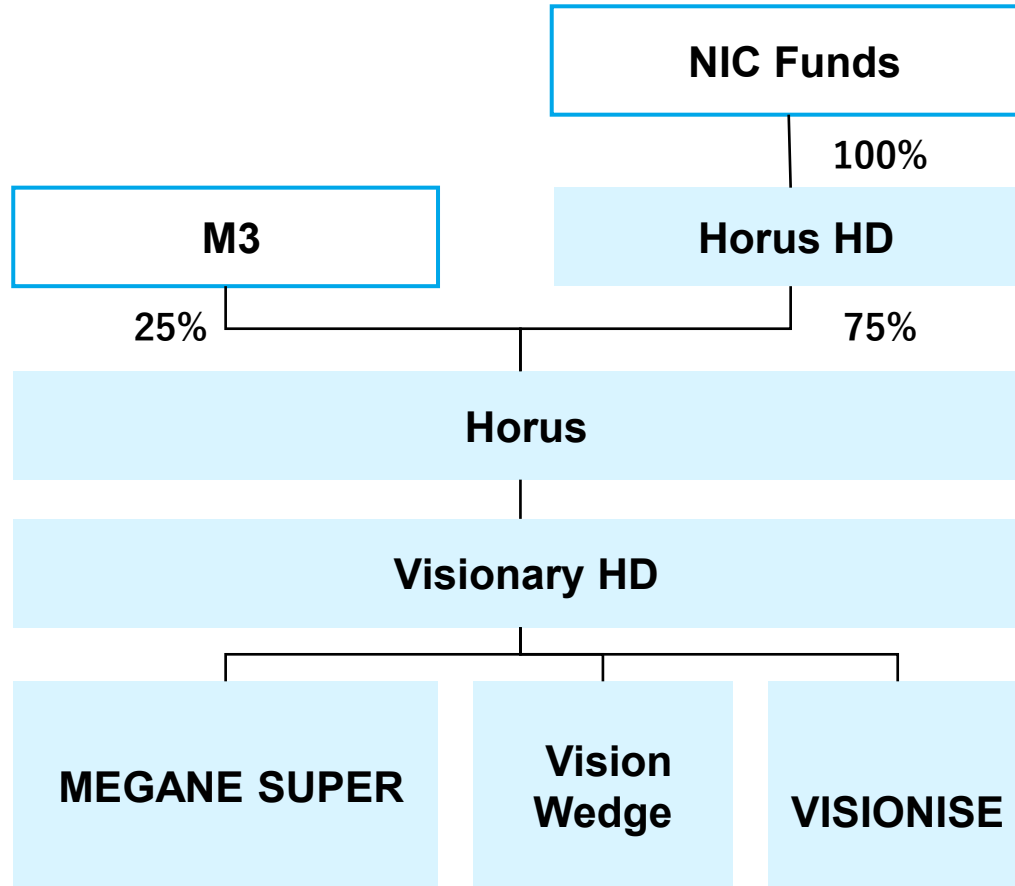 NIC Funds
100%
M3
Horus HD
25%
75%
Horus
Visionary HD
MEGANE SUPER
Vision
Wedge
VISIONISE